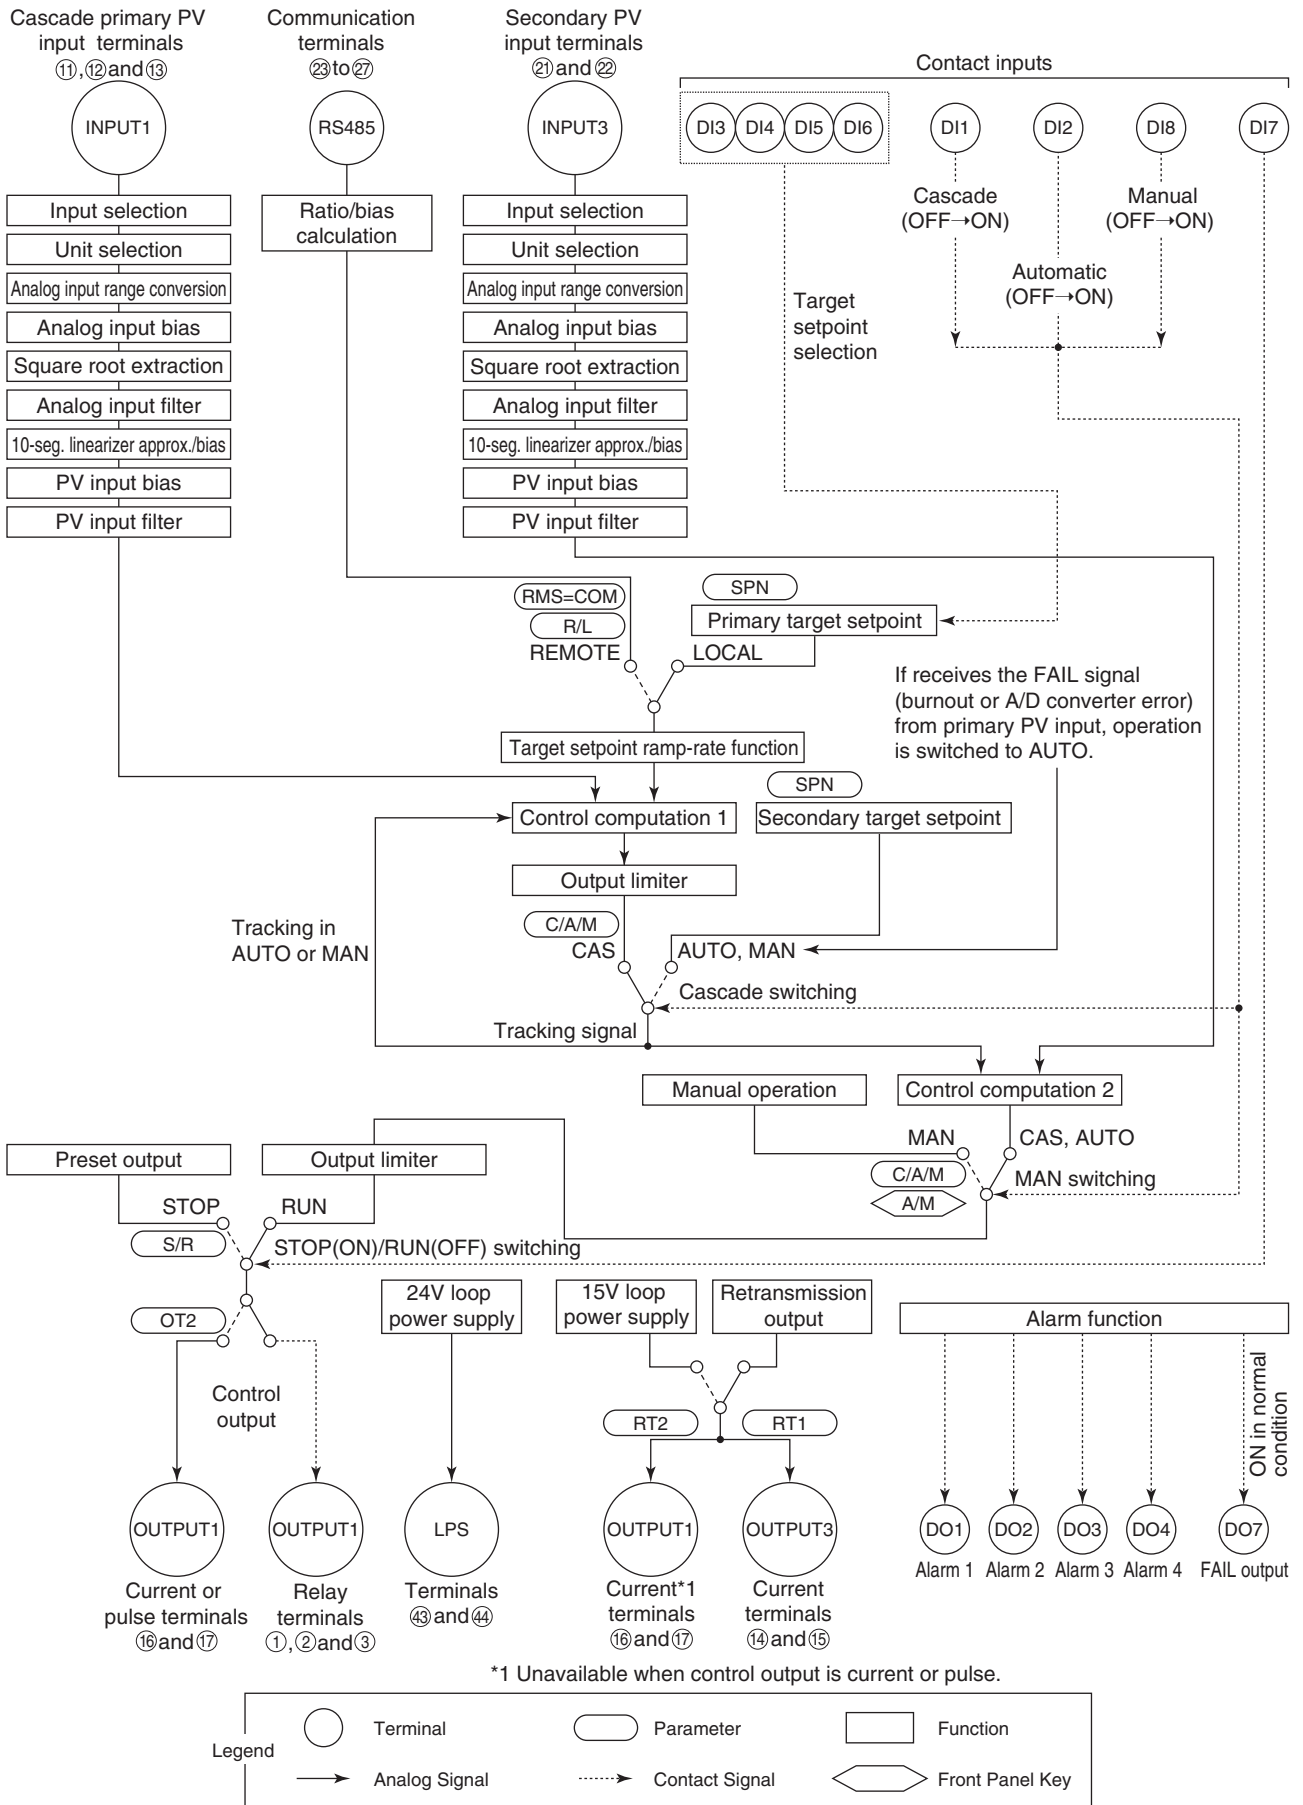 Cascade primary PV
input terminals
⑪,⑫and⑬
Communication
terminals
㉓to㉗
Secondary PV
input terminals
㉑and㉒
Contact inputs
INPUT1
RS485
INPUT3
DI3
DI4
DI5
DI6
DI1
DI2
DI8
DI7
Input selection
Unit selection
Analog input range conversion
Analog input bias
Square root extraction
Analog input filter
10-seg. linearizer approx./bias
PV input bias
PV input filter
Ratio/bias
calculation
Input selection
Unit selection
Analog input range conversion
Analog input bias
Square root extraction
Analog input filter
10-seg. linearizer approx./bias
PV input bias
PV input filter
Cascade
(OFF→ON)
Manual
(OFF→ON)
Automatic
(OFF→ON)
Target
setpoint
selection
RMS=COM
R/L
REMOTE
SPN
Primary target setpoint
LOCAL
If receives the FAIL signal
(burnout or A/D converter error)
from primary PV input, operation
is switched to AUTO.
Target setpoint ramp-rate function
SPN
Control computation 1
Secondary target setpoint
Output limiter
Tracking in
AUTO or MAN
C/A/M
CAS
AUTO, MAN
Cascade switching
Tracking signal
Manual operation
Control computation 2
MAN
CAS, AUTO
C/A/M
A/M
MAN switching
Preset output
Output limiter
STOP
RUN
S/R
STOP(ON)/RUN(OFF) switching
OT2
Control
output
24V loop
power supply
15V loop
power supply
Retransmission
output
Alarm function
RT2
RT1
ON in normal
condition
OUTPUT1
OUTPUT1
LPS
OUTPUT1
OUTPUT3
DO1
DO2
DO3
DO4
DO7
Alarm 1
Alarm 2
Alarm 3
Alarm 4
FAIL output
Current or
pulse terminals
⑯and⑰
Relay
terminals
①,②and③
Terminals
㊸and㊹
Current*1
terminals
⑯and⑰
Current
terminals
⑭and⑮
*1 Unavailable when control output is current or pulse.
Legend
Terminal
Parameter
Function
Analog Signal
Contact Signal
Front Panel Key